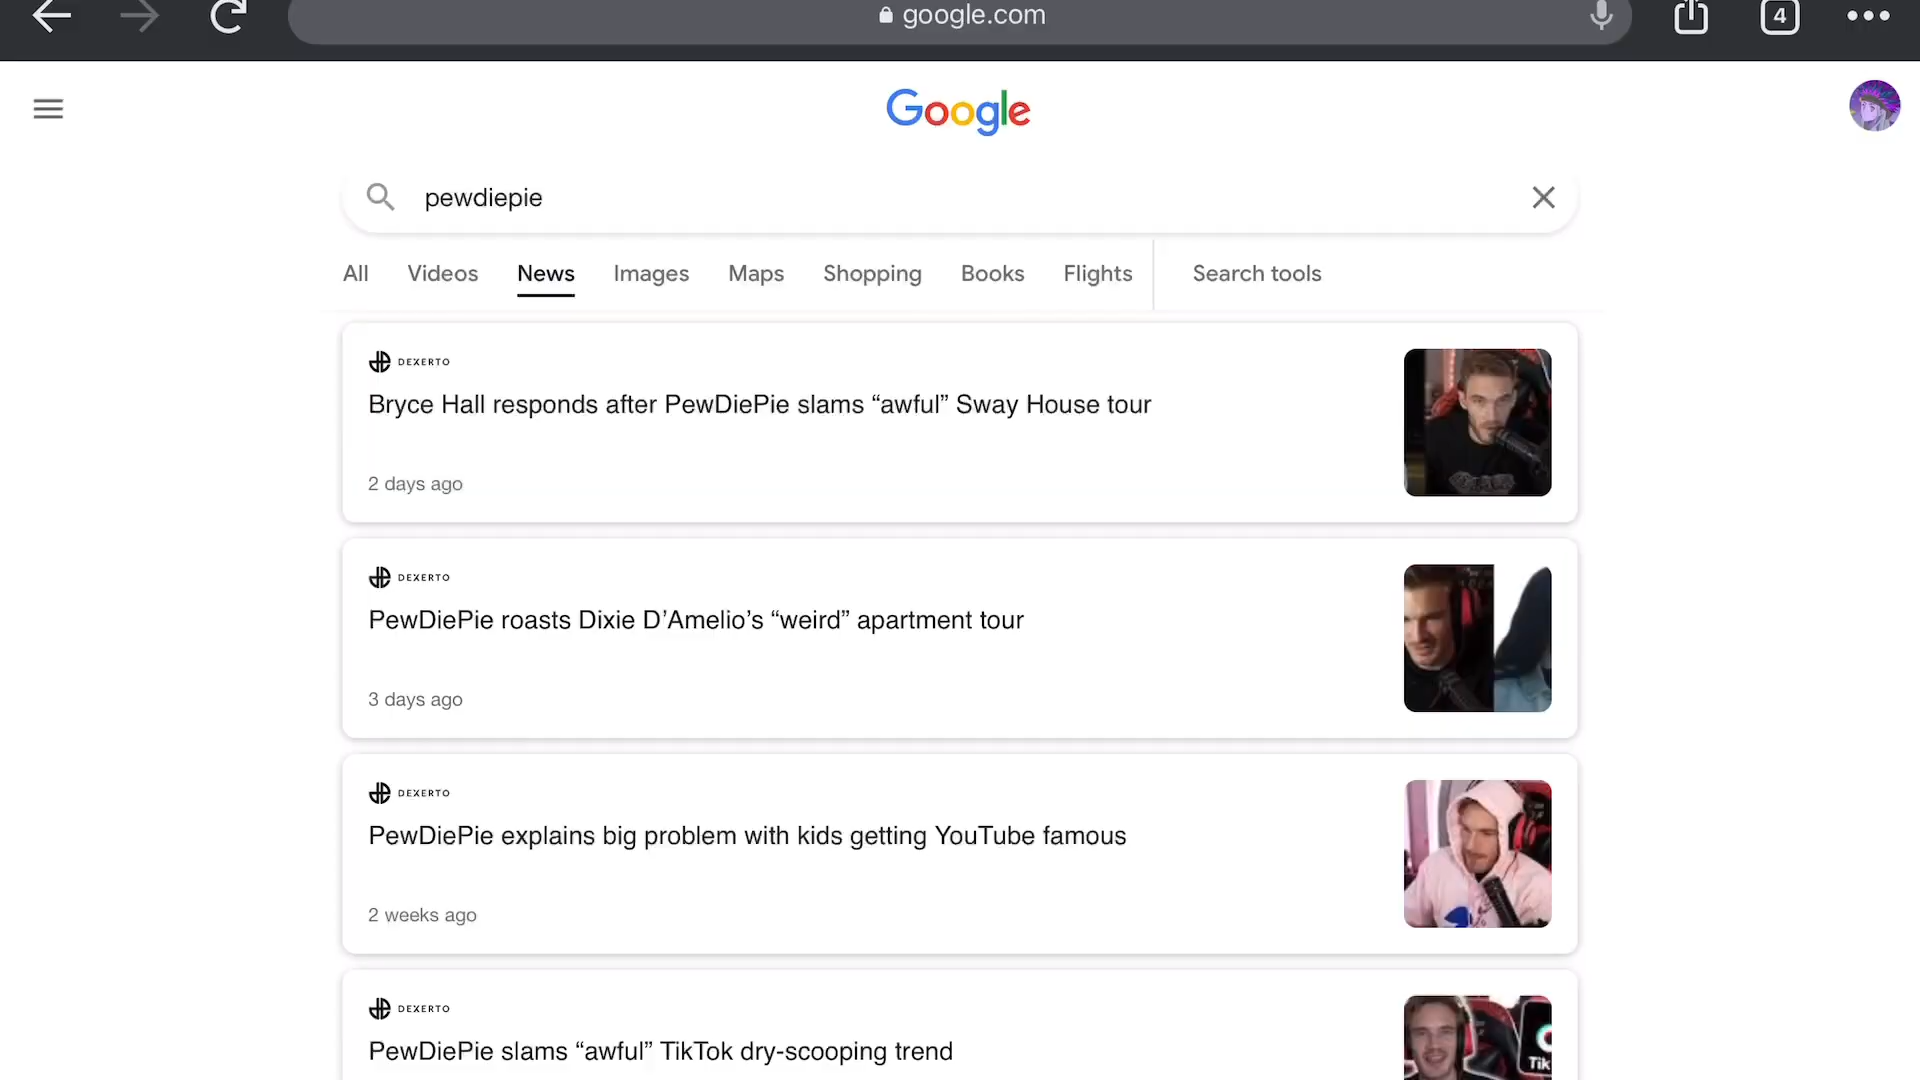 google.com
4
Google
pewdiepie
All Videos News Images Maps Shopping Books Flights Search tools
DEXERTO
Bryce Hall responds after PewDiePie slams “awful” Sway House tour
2 days ago
DEXERTO
PewDiePie roasts Dixie D’Amelio’s “weird” apartment tour
3 days ago
DEXERTO
PewDiePie explains big problem with kids getting YouTube famous
2 weeks ago
DEXERTO
PewDiePie slams “awful” TikTok dry-scooping trend
Tik